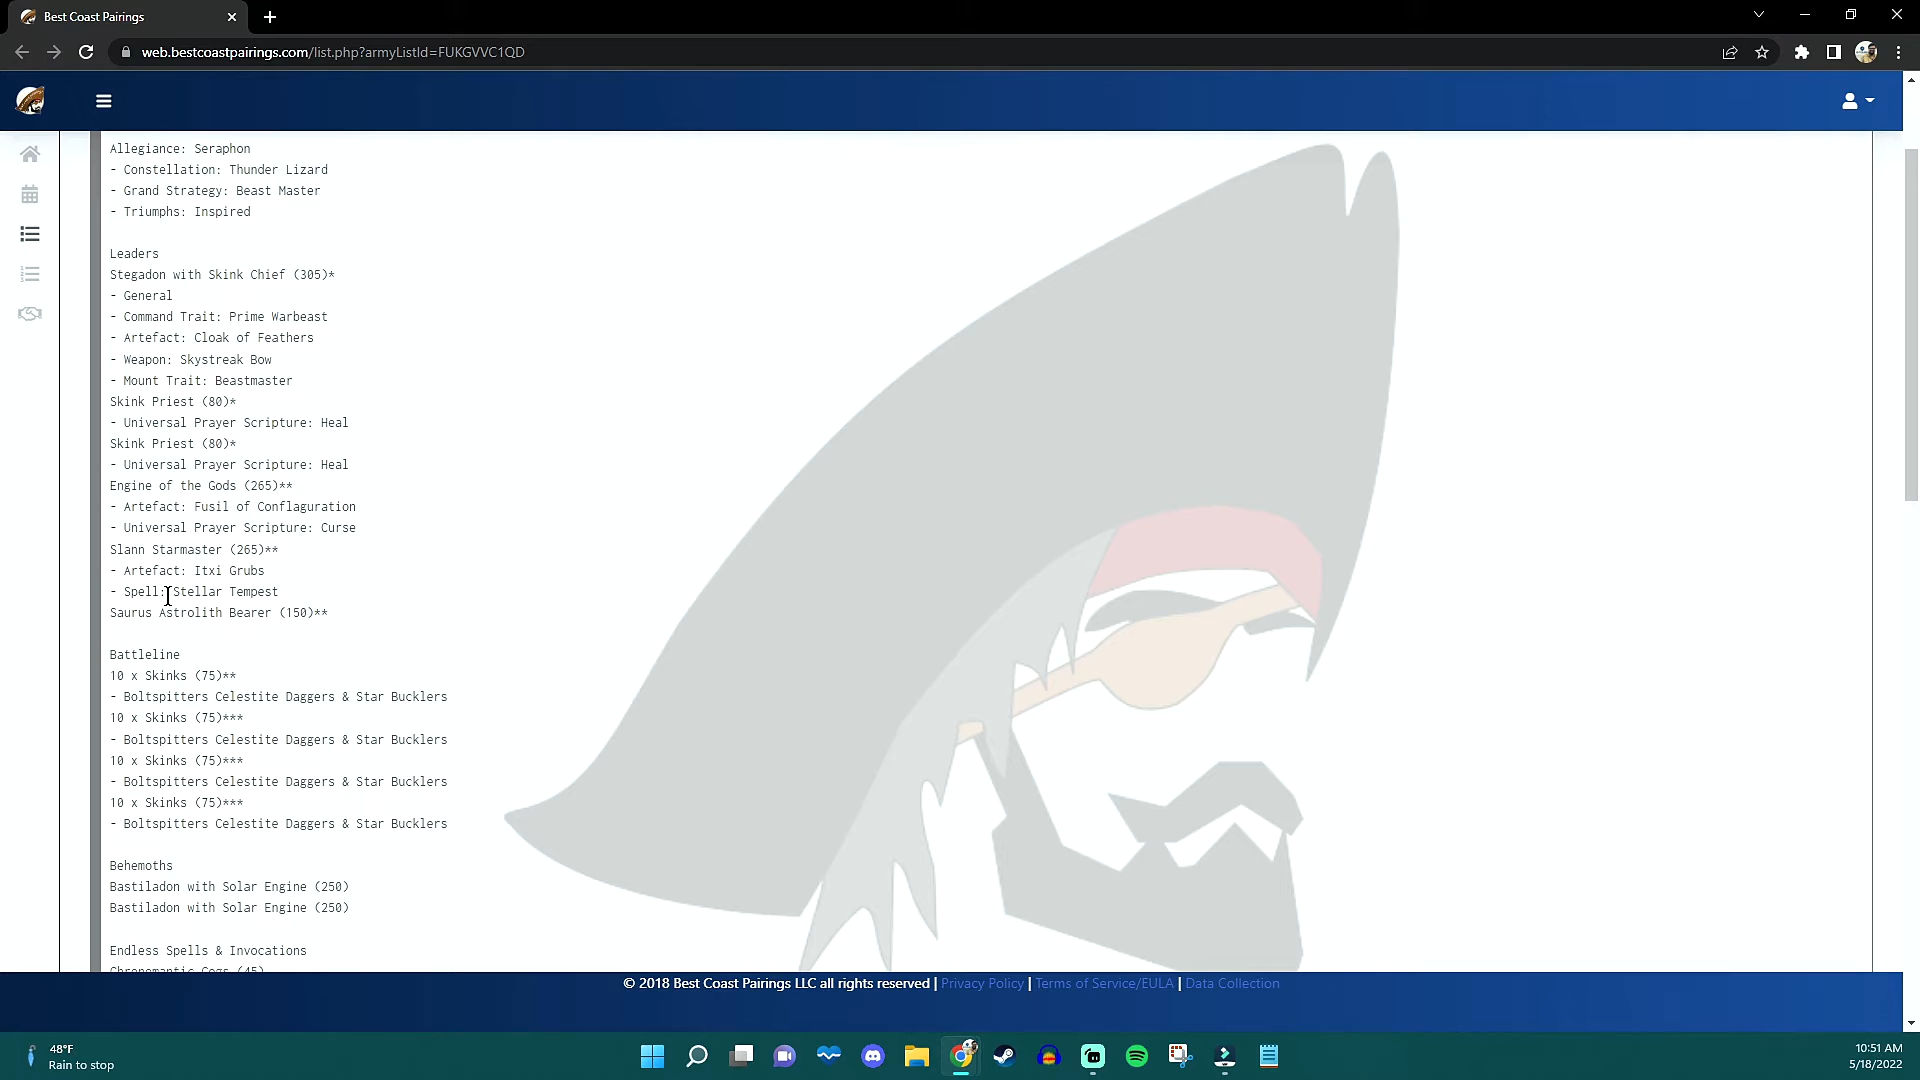 Best Coast Pairings
web.bestcoastpairings.com/list.php?armyListId=FUKGVVC1QD
Allegiance: Seraphon
- Constellation: Thunder Lizard
- Grand Strategy: Beast Master
- Triumphs: Inspired
Leaders
Stegadon with Skink Chief (305)*
- General
- Command Trait: Prime Warbeast
- Artefact: Cloak of Feathers
- Weapon: Skystreak Bow
- Mount Trait: Beastmaster
Skink Priest (80)*
- Universal Prayer Scripture: Heal
Skink Priest (80)*
- Universal Prayer Scripture: Heal
Engine of the Gods (265)**
- Artefact: Fusil of Conflaguration
- Universal Prayer Scripture: Curse
Slann Starmaster (265)**
- Artefact: Itxi Grubs
- Spell: Stellar Tempest
Saurus Astrolith Bearer (150)**
Battleline
10 x Skinks (75)**
- Boltspitters Celestite Daggers & Star Bucklers
10 x Skinks (75)***
- Boltspitters Celestite Daggers & Star Bucklers
10 x Skinks (75)***
- Boltspitters Celestite Daggers & Star Bucklers
10 x Skinks (75)***
- Boltspitters Celestite Daggers & Star Bucklers
Behemoths
Bastiladon with Solar Engine (250)
Bastiladon with Solar Engine (250)
Endless Spells & Invocations
Chronomantic Cogs (45)
© 2018 Best Coast Pairings LLC all rights reserved | Privacy Policy | Terms of Service/EULA | Data Collection
48°F
Rain to stop
10:51 AM
5/18/2022